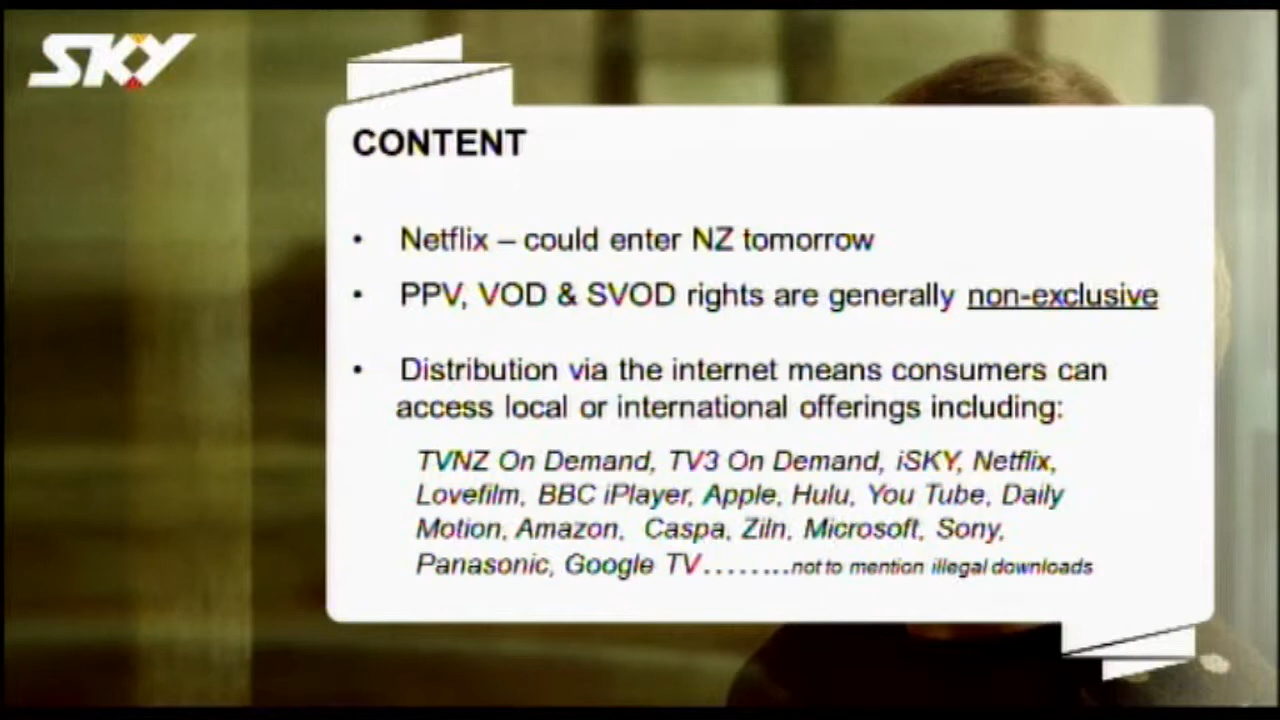 SKY
CONTENT
• Netflix – could enter NZ tomorrow
• PPV, VOD & SVOD rights are generally non-exclusive
• Distribution via the internet means consumers can
access local or international offerings including:
TVNZ On Demand, TV3 On Demand, iSKY, Netflix,
Lovefilm, BBC iPlayer, Apple, Hulu, You Tube, Daily
Motion, Amazon, Caspa, Ziln, Microsoft, Sony,
Panasonic, Google TV………not to mention illegal downloads